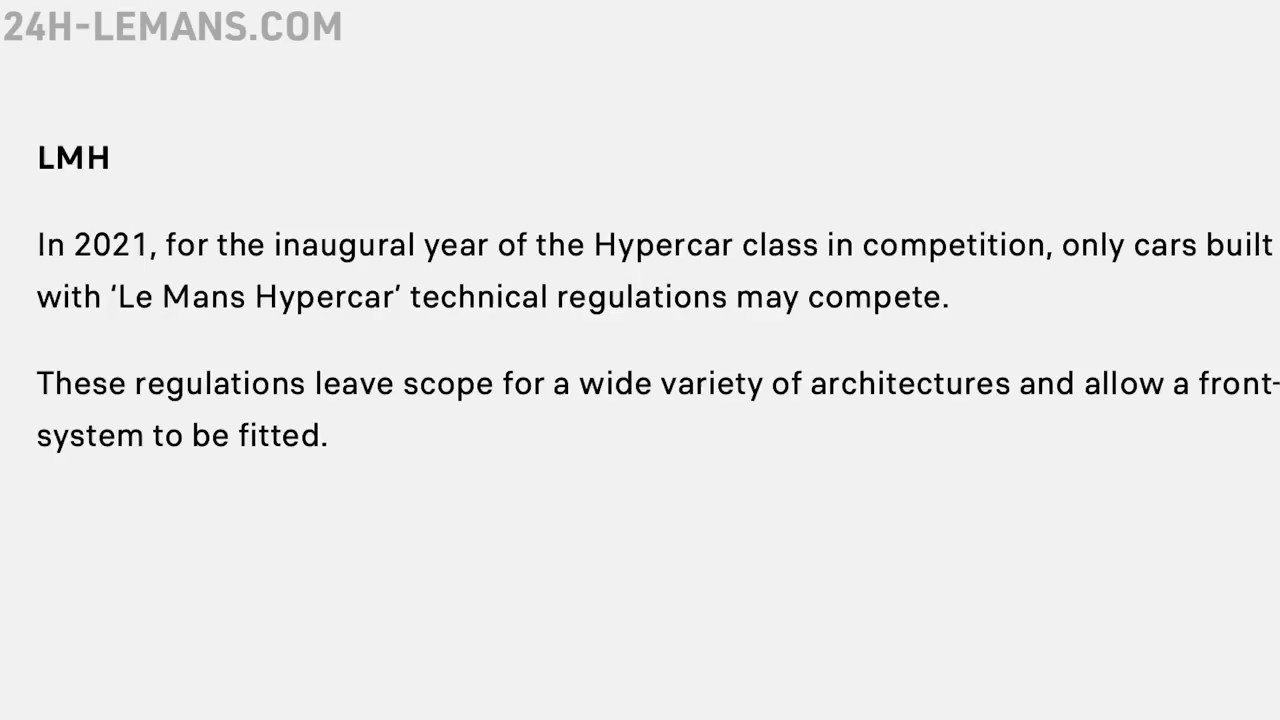 24H-LEMANS.COM
LMH
In 2021, for the inaugural year of the Hypercar class in competition, only cars built
with ‘Le Mans Hypercar’ technical regulations may compete.
These regulations leave scope for a wide variety of architectures and allow a front-
system to be fitted.